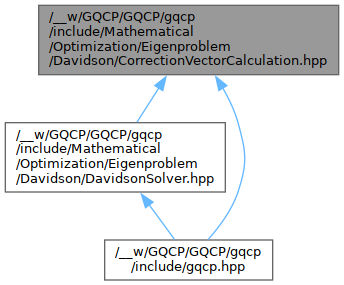 /__w/GQCP/GQCP/gqcp
/include/Mathematical
/Optimization/Eigenproblem
/Davidson/CorrectionVectorCalculation.hpp
/__w/GQCP/GQCP/gqcp
/include/Mathematical
/Optimization/Eigenproblem
/Davidson/DavidsonSolver.hpp
/__w/GQCP/GQCP/gqcp
/include/gqcp.hpp